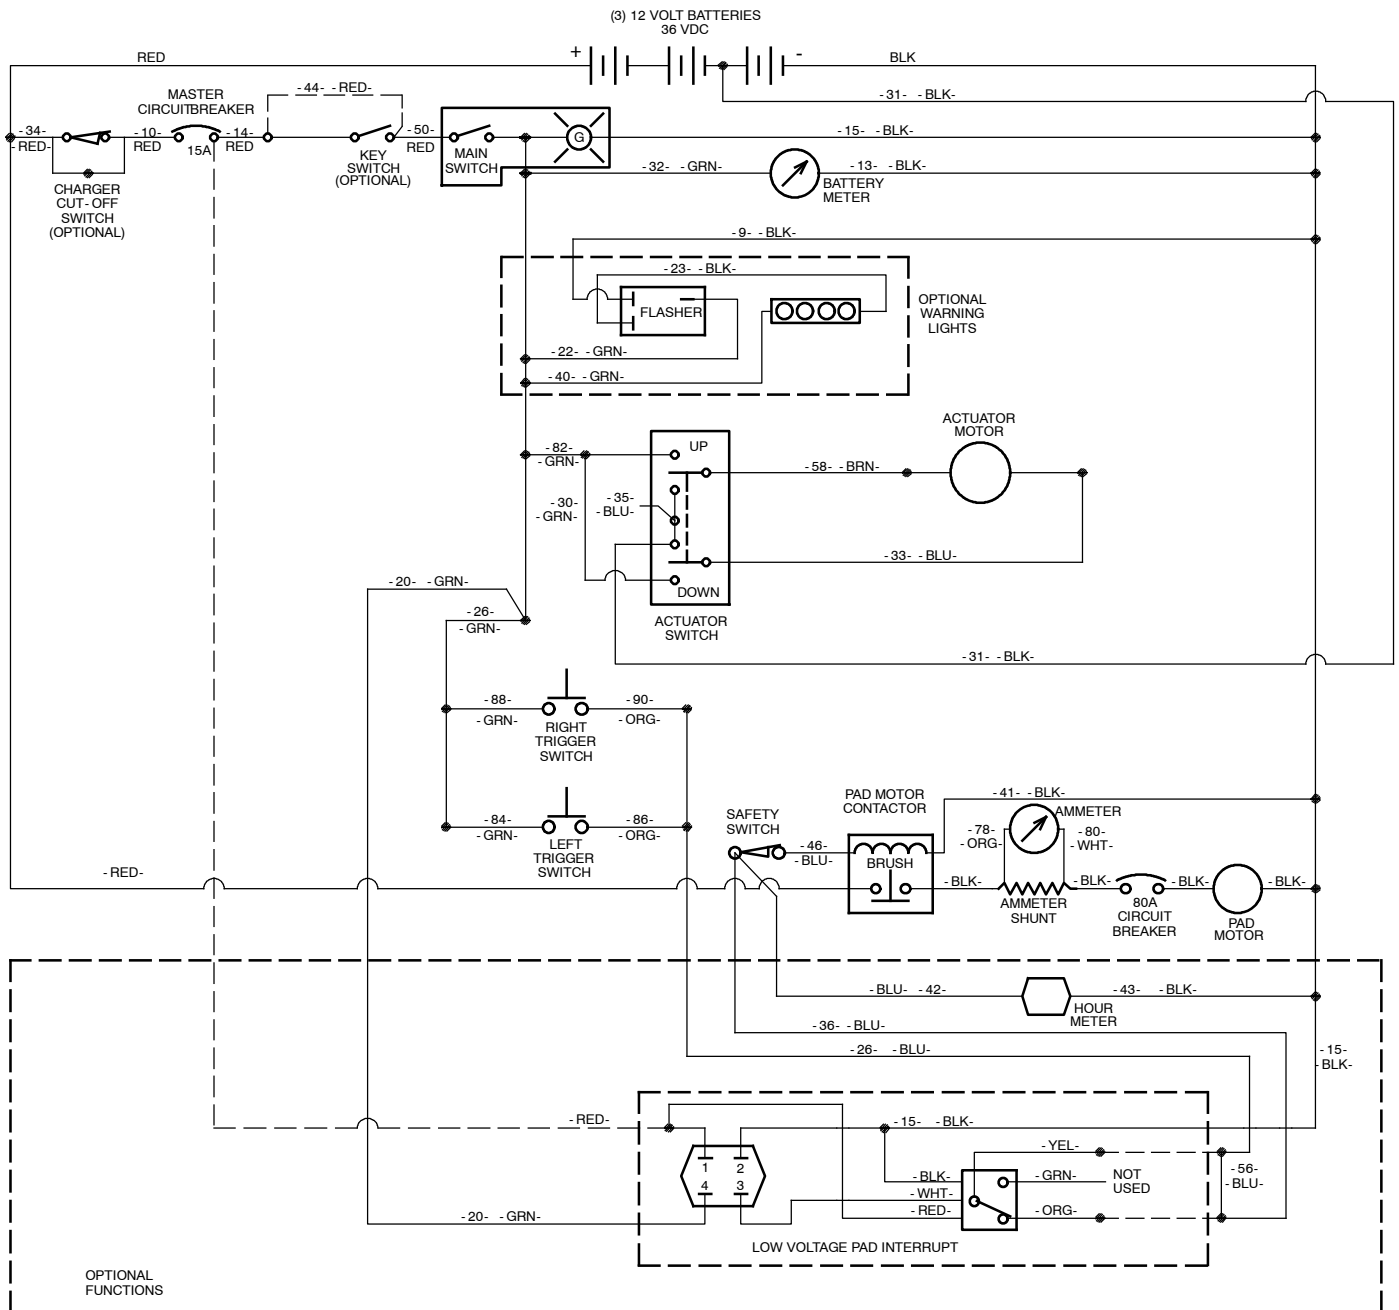 (3) 12 VOLT BATTERIES
36 VDC
+
-
RED
BLK
-44- -RED-
-31- -BLK-
MASTER
CIRCUITBREAKER
-34-
-RED-
-10-
RED
15A
-14-
RED
KEY
SWITCH
(OPTIONAL)
-50-
RED
MAIN
SWITCH
G
-15- -BLK-
CHARGER
CUT-OFF
SWITCH
(OPTIONAL)
-32- -GRN-
-13- -BLK-
BATTERY
METER
-9- -BLK-
-23- -BLK-
FLASHER
OPTIONAL
WARNING
LIGHTS
-22- -GRN-
-40- -GRN-
ACTUATOR
MOTOR
-82-
-GRN-
UP
-58- -BRN-
-30-
-GRN-
-35-
-BLU-
-33- -BLU-
DOWN
ACTUATOR
SWITCH
-20- -GRN-
-26-
-GRN-
-31- -BLK-
-88-
-GRN-
-90-
-ORG-
RIGHT
TRIGGER
SWITCH
-84-
-GRN-
-86-
-ORG-
LEFT
TRIGGER
SWITCH
SAFETY
SWITCH
PAD MOTOR
CONTACTOR
-41- -BLK-
AMMETER
-78-
-ORG-
-80-
-WHT-
-46-
-BLU-
BRUSH
-RED-
-BLK-
AMMETER
SHUNT
-BLK-
80A
CIRCUIT
BREAKER
-BLK-
PAD
MOTOR
-BLK-
-BLU- -42-
-43- -BLK-
HOUR
METER
-36- -BLU-
-26- -BLU-
-15-
-BLK-
-RED-
-15- -BLK-
-YEL-
1 2
4 3
-BLK-
-WHT-
-RED-
-GRN-
NOT
USED
-56-
-BLU-
-ORG-
-20- -GRN-
LOW VOLTAGE PAD INTERRUPT
OPTIONAL
FUNCTIONS